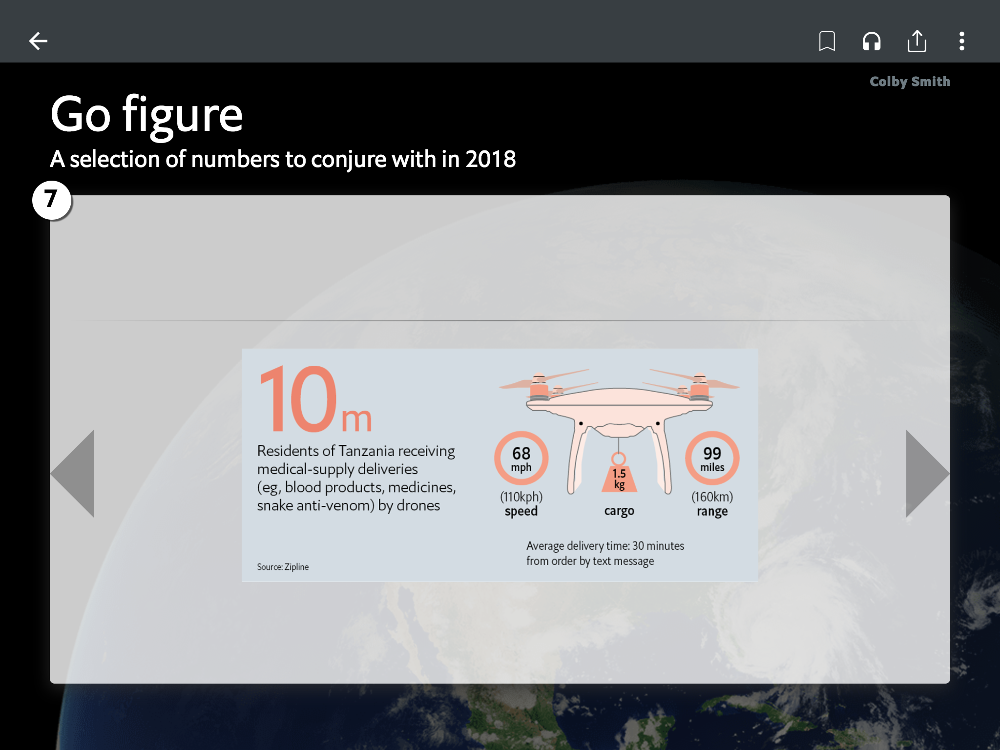 Colby Smith
Go figure
A selection of numbers to conjure with in 2018
7
10m
Residents of Tanzania receiving
medical-supply deliveries
(eg, blood products, medicines,
snake anti-venom) by drones
Source: Zipline
68
mph
(110kph)
speed
1.5
kg
cargo
99
miles
(160km)
range
Average delivery time: 30 minutes
from order by text message